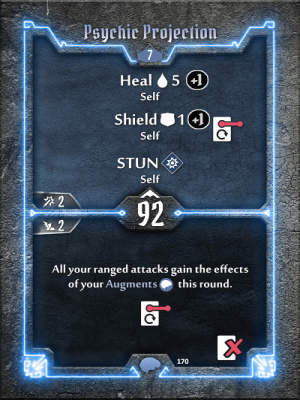 Psychic Projection
7
Heal 5 +1
Self
Shield 1 +1
Self
STUN
Self
2
92
2
All your ranged attacks gain the effects
of your Augments this round.
170